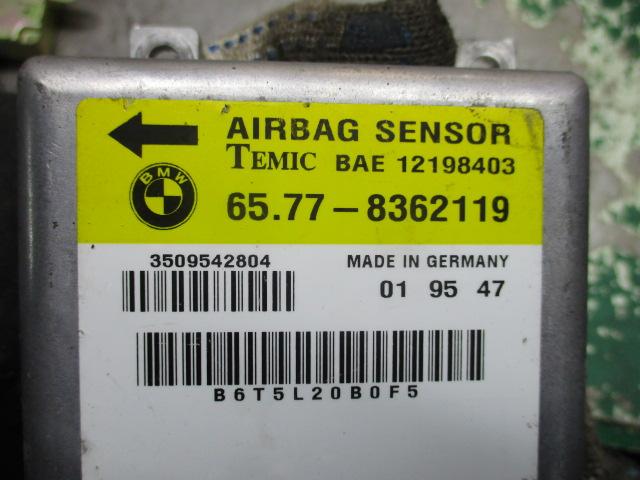 AIRBAG SENSOR
TEMIC BAE 12198403
BMW
65.77-8362119
3509542804
MADE IN GERMANY
01 95 47
B6T5L20B0F5